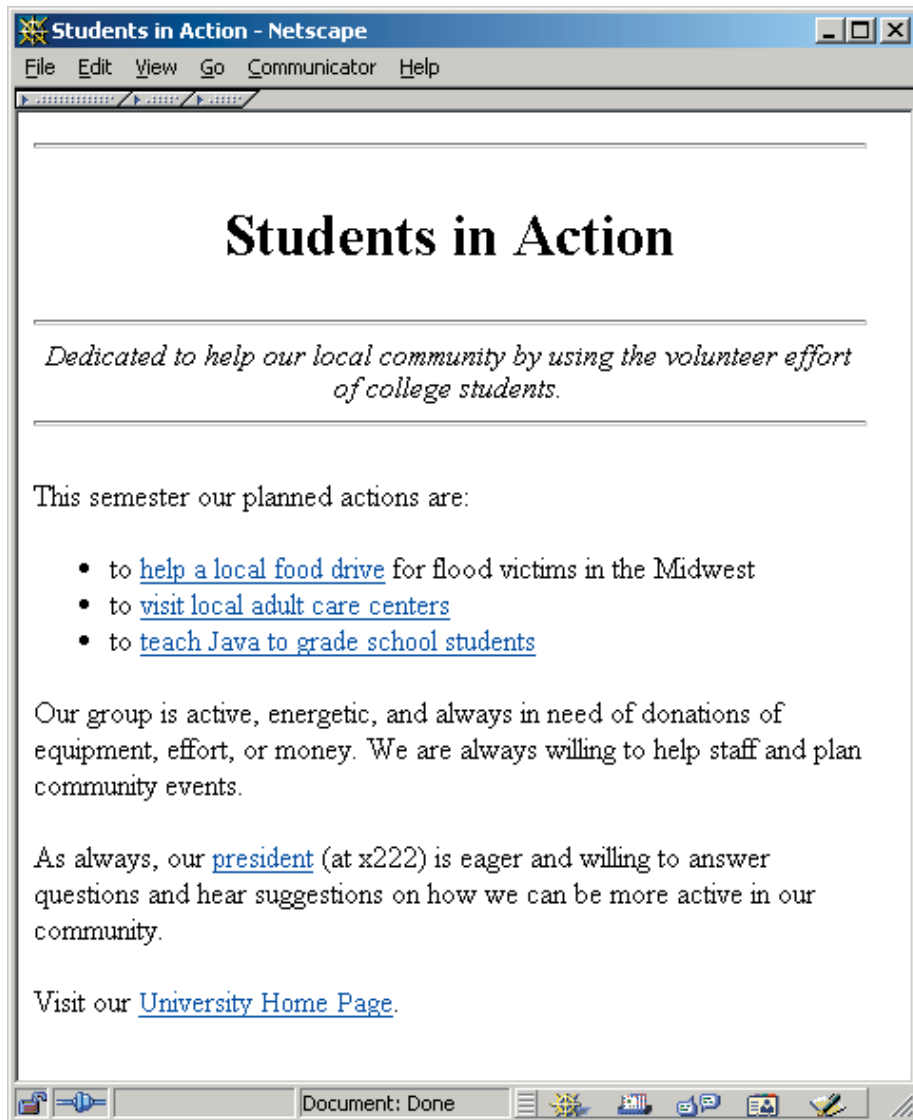 Students in Action - Netscape
File Edit View Go Communicator Help
Students in Action
Dedicated to help our local community by using the volunteer effort
of college students.
This semester our planned actions are:
• to help a local food drive for flood victims in the Midwest
• to visit local adult care centers
• to teach Java to grade school students
Our group is active, energetic, and always in need of donations of
equipment, effort, or money. We are always willing to help staff and plan
community events.
As always, our president (at x222) is eager and willing to answer
questions and hear suggestions on how we can be more active in our
community.
Visit our University Home Page.
Document: Done